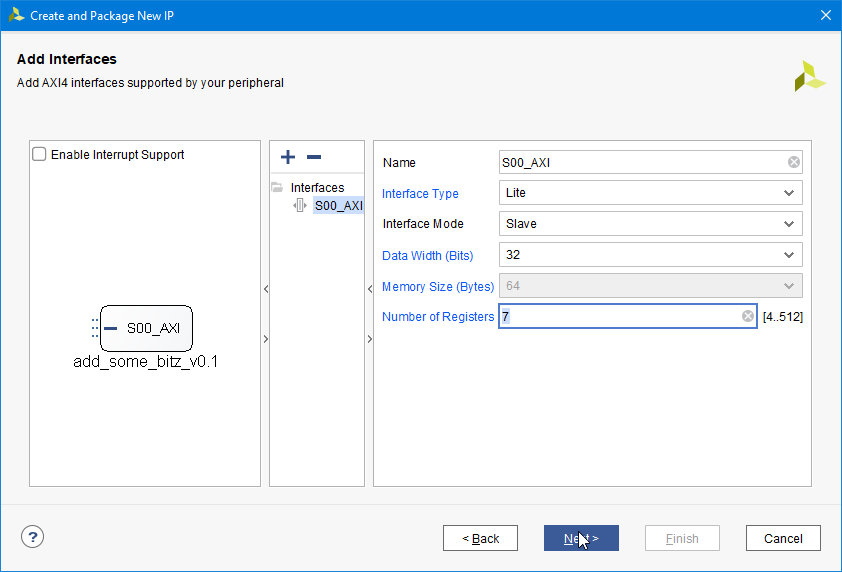 Create and Package New IP
Add Interfaces
Add AXI4 interfaces supported by your peripheral
Enable Interrupt Support
S00_AXI
add_some_bitz_v0.1
Interfaces
S00_AXI
Name S00_AXI
Interface Type Lite
Interface Mode Slave
Data Width (Bits) 32
Memory Size (Bytes) 64
Number of Registers 7 [4..512]
? < Back Next > Finish Cancel